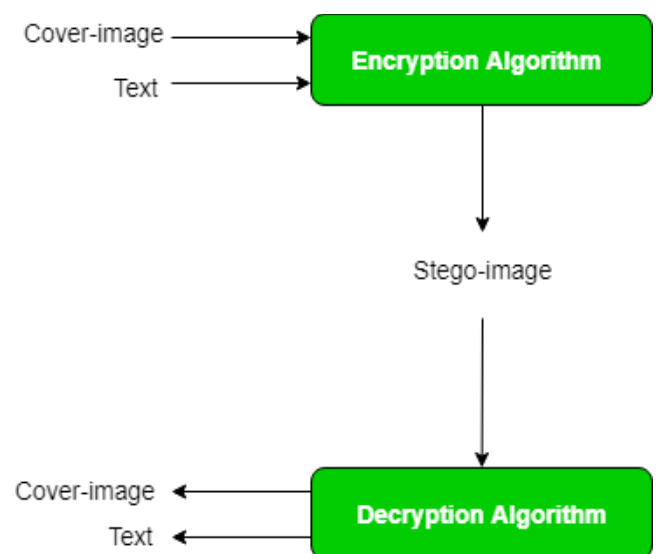 Cover-image
Encryption Algorithm
Text
Stego-image
Cover-image
Decryption Algorithm
Text